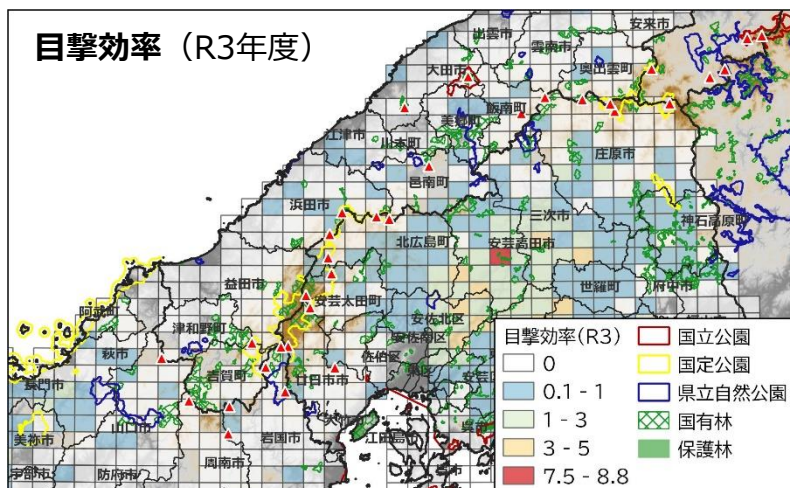 目撃効率（R3年度）
安来市
出雲市
雲南市
大田市
奥出雲町
飯南町
美郷町
江津市
川本町
邑南町
庄原市
浜田市
三次市
神石高原町
北広島町
安芸高田市
益田市
世羅町
府中市
安芸太田町
阿武町
津和野町
安佐北区
萩市
安佐南区
佐伯区
長門市
吉賀町
廿日市市
山口市
江田島市
呉市
美祢市
岩国市
周南市
宇部市
防府市
目撃効率(R3)
0
0.1 - 1
1 - 3
3 - 5
7.5 - 8.8
国立公園
国定公園
県立自然公園
国有林
保護林